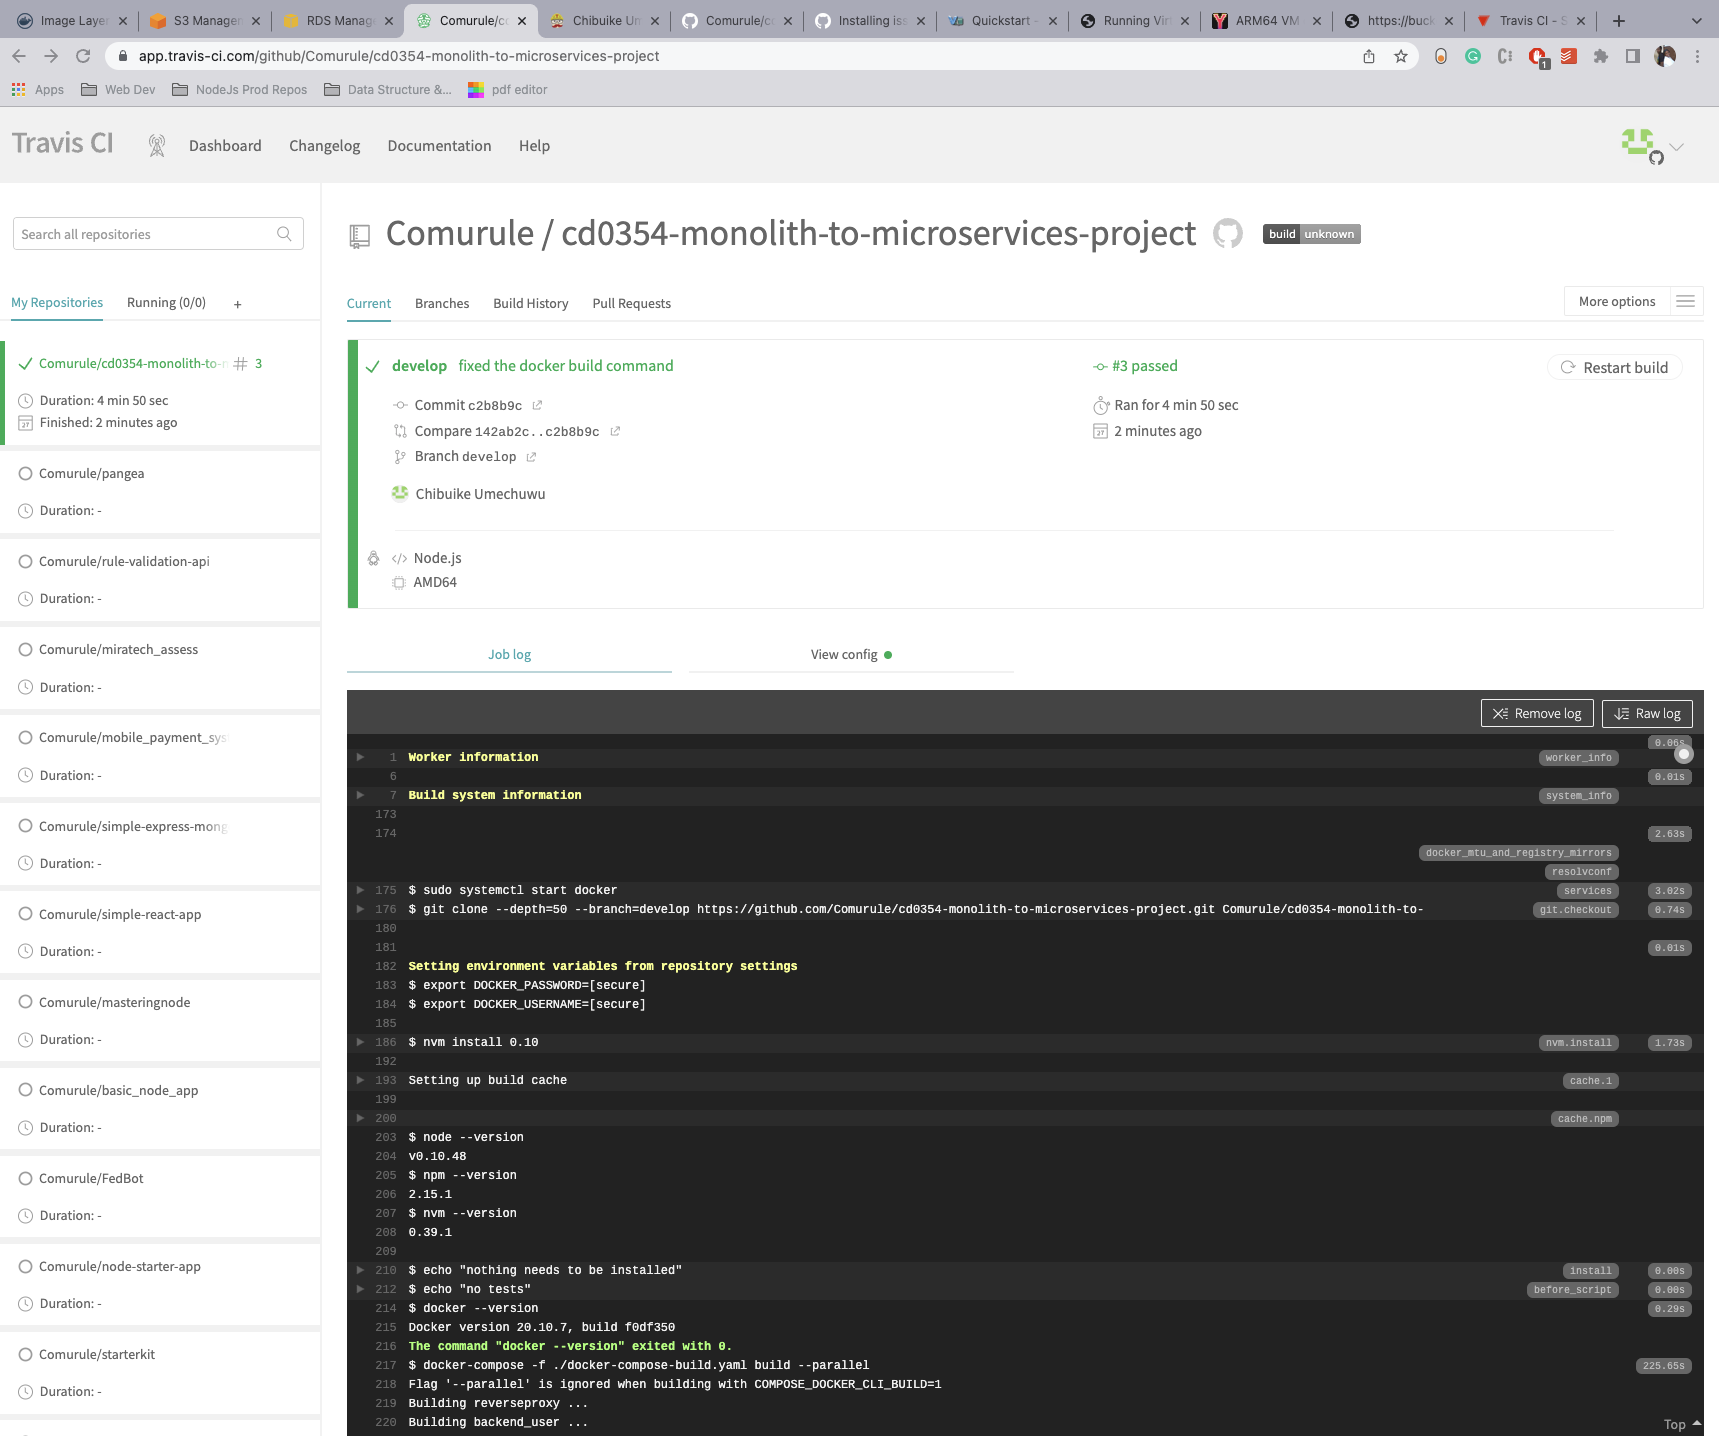 Image Layer
S3 Manage
RDS Manag
Comurule/c
Chibuike Um
Comurule/c
Installing iss
Quickstart -
Running Virt
ARM64 VM
https://buck
Travis CI - S
app.travis-ci.com/github/Comurule/cd0354-monolith-to-microservices-project
1
Apps
Web Dev
NodeJs Prod Repos
Data Structure &...
pdf editor
Travis CI
Dashboard
Changelog
Documentation
Help
Search all repositories
My Repositories
Running (0/0)
+
Comurule/cd0354-monolith-to- # 3
Duration: 4 min 50 sec
Finished: 2 minutes ago
Comurule/pangea
Duration: -
Comurule/rule-validation-api
Duration: -
Comurule/miratech_assess
Duration: -
Comurule/mobile_payment_sys
Duration: -
Comurule/simple-express-mong
Duration: -
Comurule/simple-react-app
Duration: -
Comurule/masteringnode
Duration: -
Comurule/basic_node_app
Duration: -
Comurule/FedBot
Duration: -
Comurule/node-starter-app
Duration: -
Comurule/starterkit
Duration: -
Comurule / cd0354-monolith-to-microservices-project
build unknown
Current
Branches
Build History
Pull Requests
More options
develop fixed the docker build command
#3 passed
Restart build
Commit c2b8b9c
Ran for 4 min 50 sec
Compare 142ab2c..c2b8b9c
2 minutes ago
Branch develop
Chibuike Umechuwu
</> Node.js
AMD64
Job log
View config
Remove log
Raw log
0.06s
1 Worker information worker_info
6 0.01s
7 Build system information system_info
173
174 2.63s
docker_mtu_and_registry_mirrors
resolvconf
175 $ sudo systemctl start docker services 3.02s
176 $ git clone --depth=50 --branch=develop https://github.com/Comurule/cd0354-monolith-to-microservices-project.git Comurule/cd0354-monolith-to- git.checkout 0.74s
180
181 0.01s
182 Setting environment variables from repository settings
183 $ export DOCKER_PASSWORD=[secure]
184 $ export DOCKER_USERNAME=[secure]
185
186 $ nvm install 0.10 nvm.install 1.73s
192
193 Setting up build cache cache.1
199
200 cache.npm
203 $ node --version
204 v0.10.48
205 $ npm --version
206 2.15.1
207 $ nvm --version
208 0.39.1
209
210 $ echo "nothing needs to be installed" install 0.00s
212 $ echo "no tests" before_script 0.00s
214 $ docker --version 0.29s
215 Docker version 20.10.7, build f0df350
216 The command "docker --version" exited with 0.
217 $ docker-compose -f ./docker-compose-build.yaml build --parallel 225.65s
218 Flag '--parallel' is ignored when building with COMPOSE_DOCKER_CLI_BUILD=1
219 Building reverseproxy ...
220 Building backend_user ...
Top